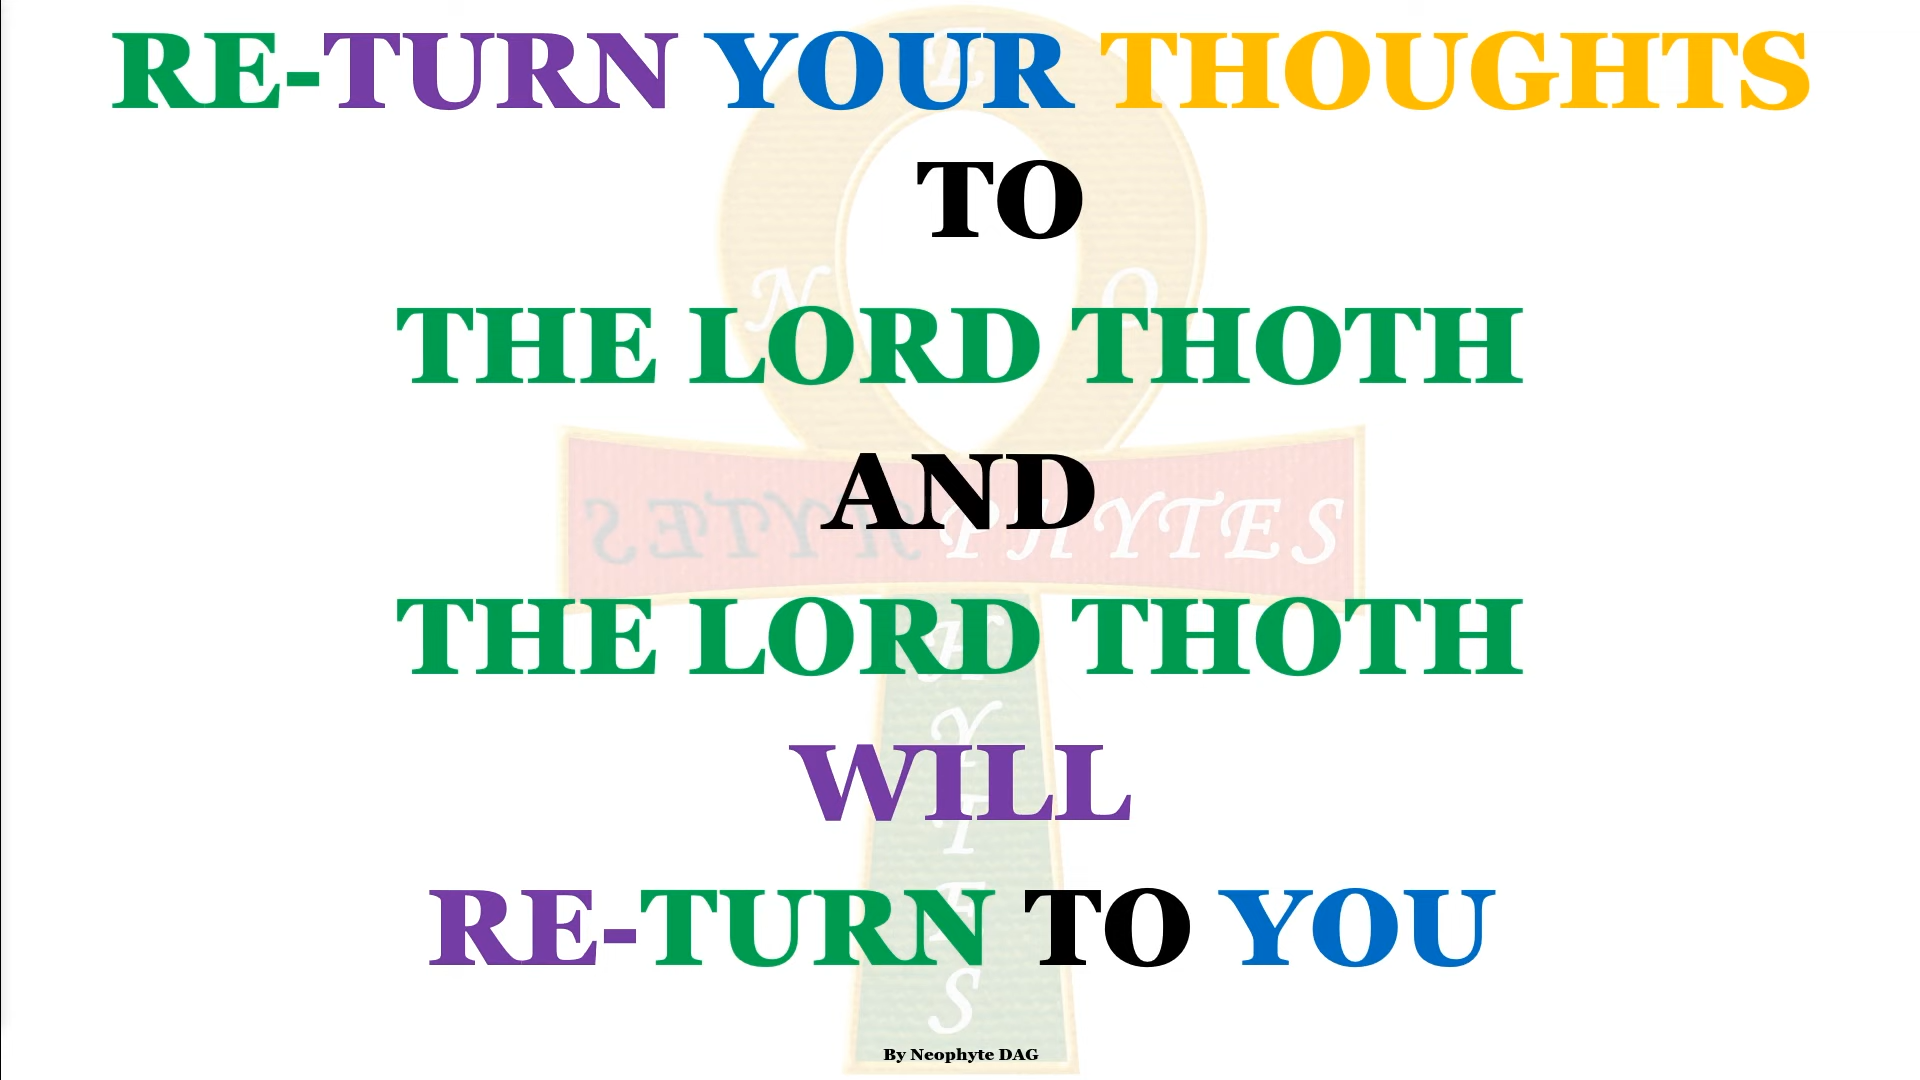 RE-TURN YOUR THOUGHTS
TO
THE LORD THOTH
AND
THE LORD THOTH
WILL
RE-TURN TO YOU
By Neophyte DAG